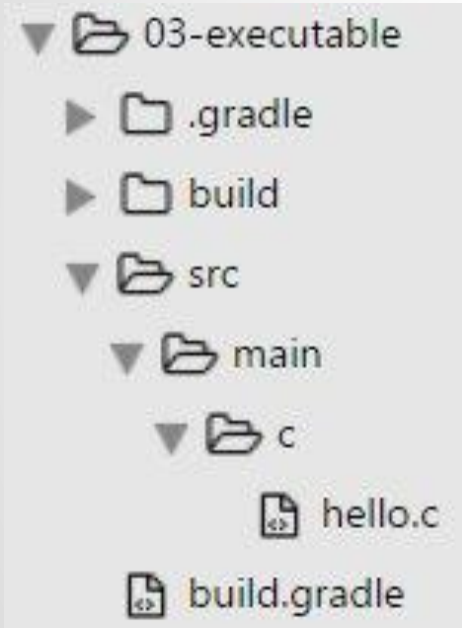 03-executable
.gradle
build
src
main
c
hello.c
build.gradle